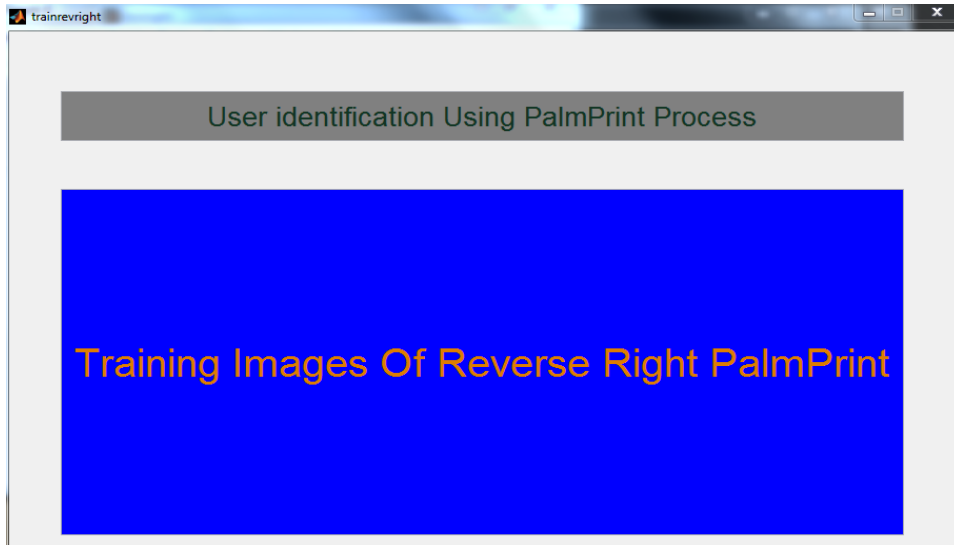 trainrevright
User identification Using PalmPrint Process
Training Images Of Reverse Right PalmPrint